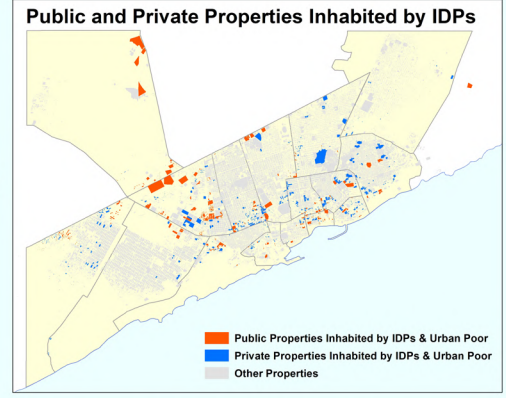 Public and Private Properties Inhabited by IDPs
Public Properties Inhabited by IDPs & Urban Poor
Private Properties Inhabited by IDPs & Urban Poor
Other Properties